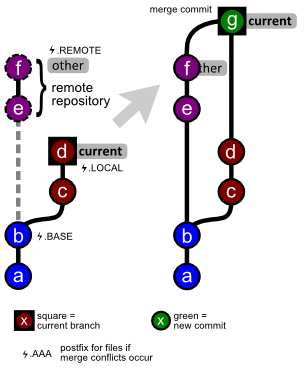 merge commit
g
current
⚡.REMOTE
f
other
f
ther
remote
repository
e
e
d
current
d
⚡.LOCAL
c
c
b
⚡.BASE
b
a
a
x
square =
current branch
x
green =
new commit
⚡.AAA
postfix for files if
merge conflicts occur